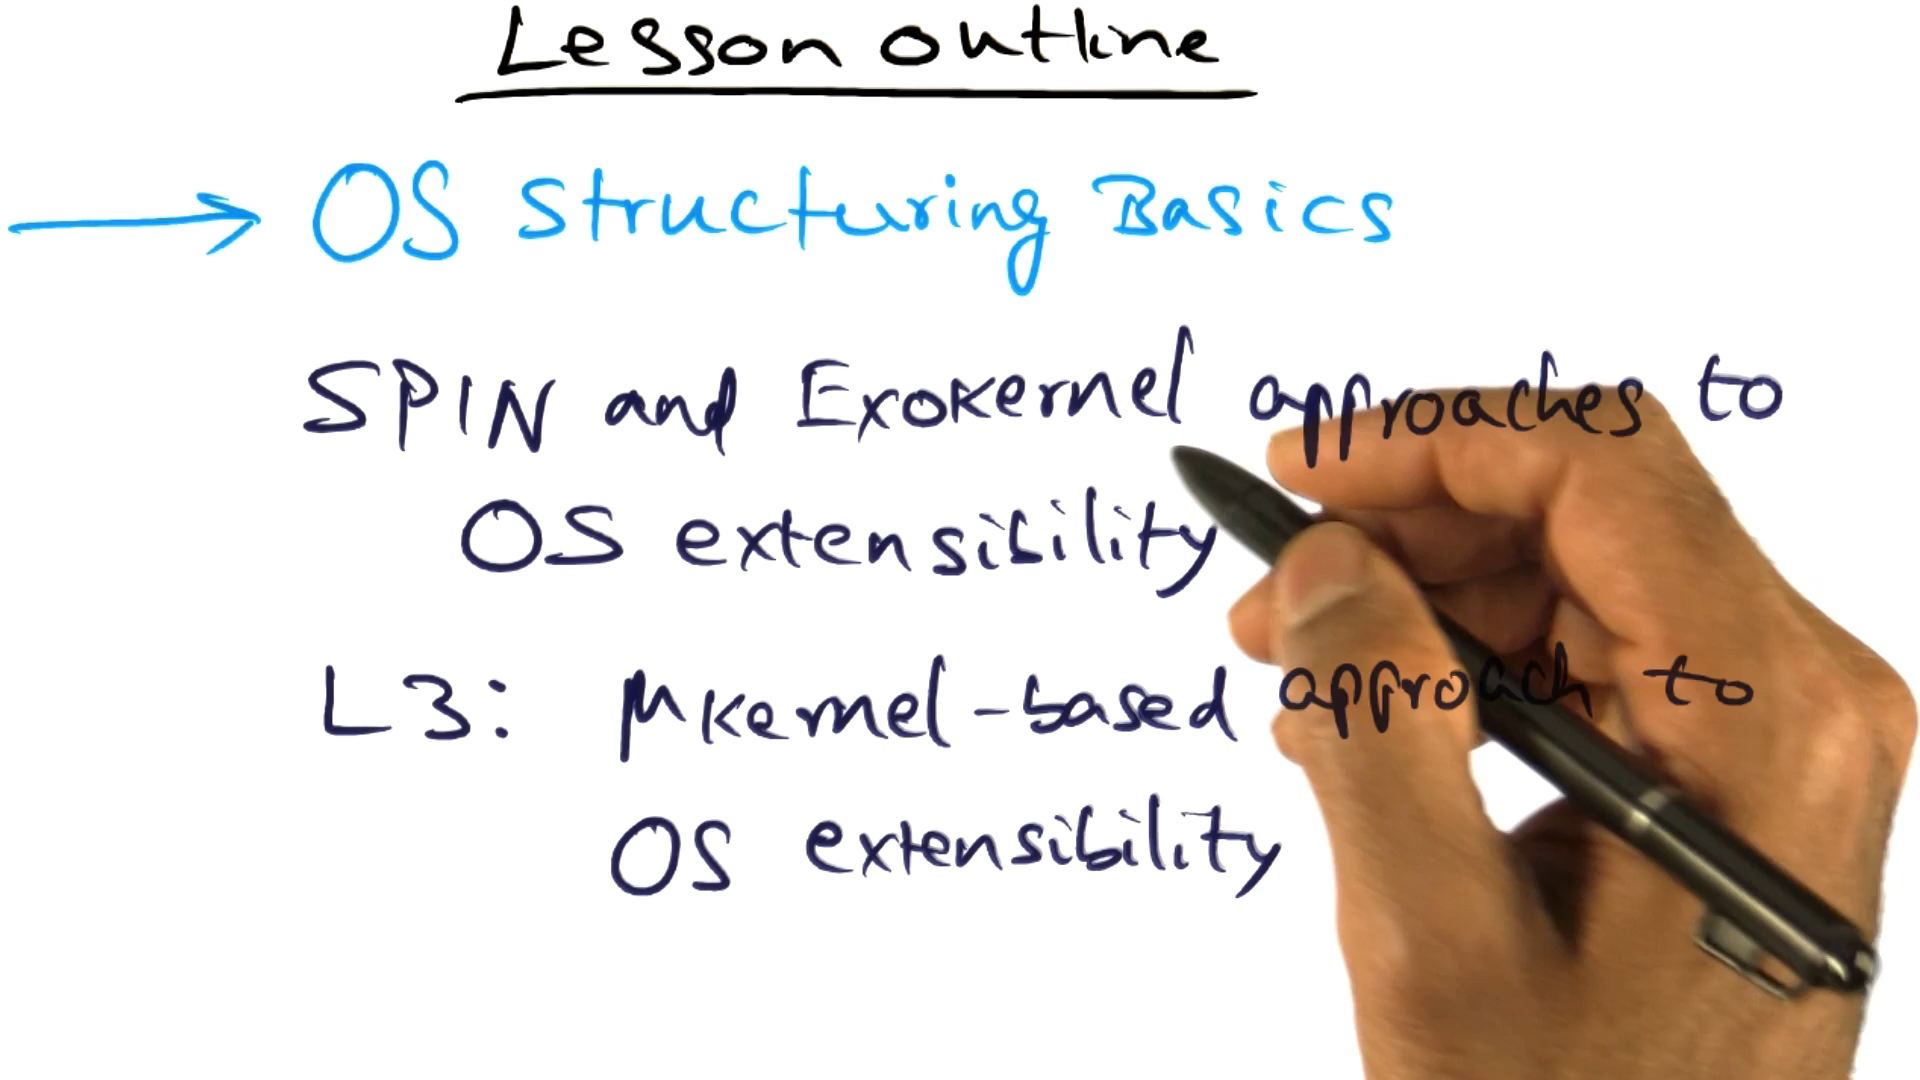 Lesson outline
OS Structuring Basics
SPIN and Exokernel approaches to
OS extensibility
L3: μkernel-based approach to
OS extensibility